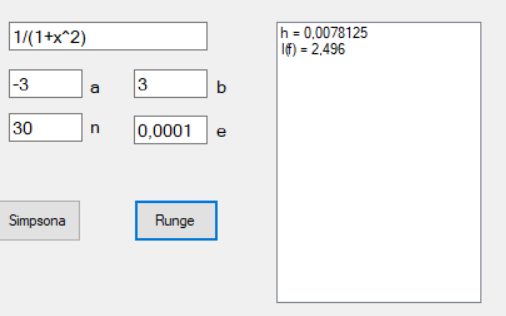 1/(1+x^2)
-3 a 3 b
30 n 0,0001 e
Simpsona Runge
h = 0,0078125
I(f) = 2,496